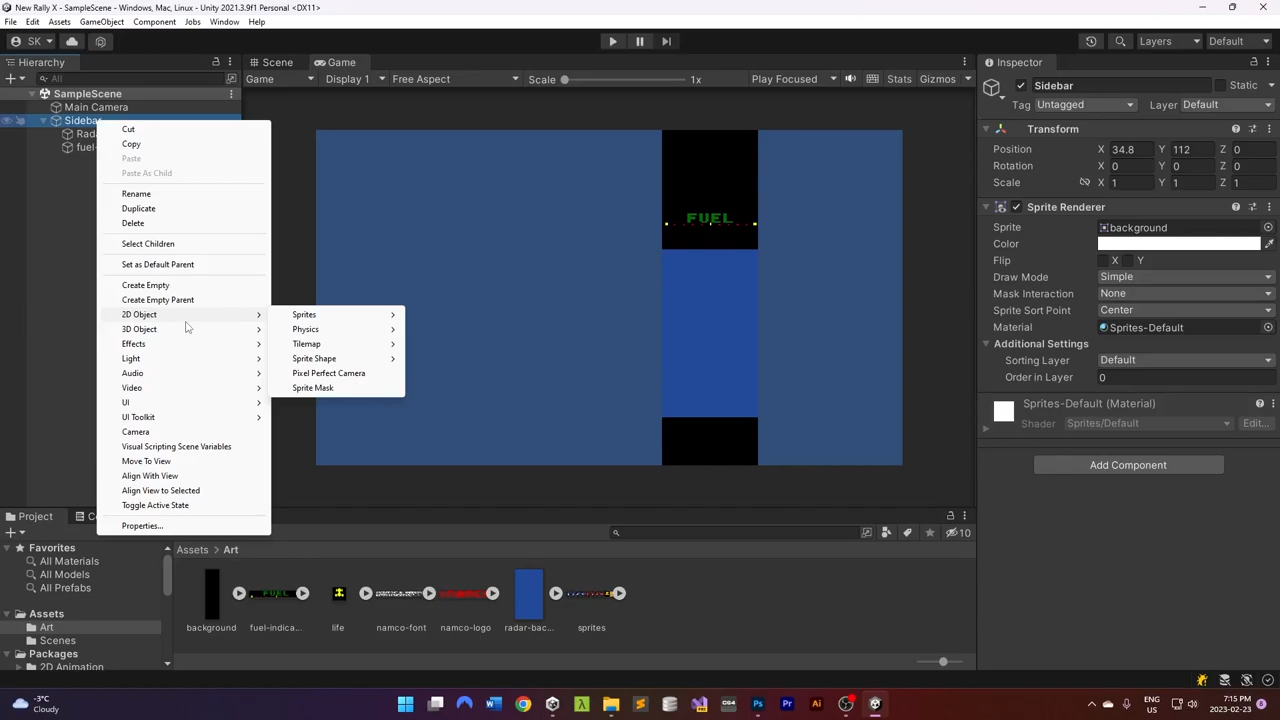 New Rally X - SampleScene - Windows, Mac, Linux - Unity 2021.3.9f1 Personal <DX11>
File Edit Assets GameObject Component Jobs Window Help
SK Layers Default
Hierarchy Scene Game Inspector
All Game Display 1 Free Aspect Scale 1x Play Focused Stats Gizmos
SampleScene
Main Camera
Sidebar
Rada
fuel-
Cut
Copy
Paste
Paste As Child
Rename
Duplicate
Delete
Select Children
Set as Default Parent
Create Empty
Create Empty Parent
2D Object
3D Object
Effects
Light
Audio
Video
UI
UI Toolkit
Camera
Visual Scripting Scene Variables
Move To View
Align With View
Align View to Selected
Toggle Active State
Properties...
Sprites
Physics
Tilemap
Sprite Shape
Pixel Perfect Camera
Sprite Mask
FUEL
Sidebar Static
Tag Untagged Layer Default
Transform
Position X 34.8 Y 112 Z 0
Rotation X 0 Y 0 Z 0
Scale X 1 Y 1 Z 1
Sprite Renderer
Sprite background
Color
Flip X Y
Draw Mode Simple
Mask Interaction None
Sprite Sort Point Center
Material Sprites-Default
Additional Settings
Sorting Layer Default
Order in Layer 0
Sprites-Default (Material)
Shader Sprites/Default Edit...
Add Component
Project Co
10
Favorites
All Materials
All Models
All Prefabs
Assets
Art
Scenes
Packages
2D Animation
Assets > Art
FUEL
background fuel-indica... life namco-font namco-logo radar-bac... sprites
-3°C
Cloudy
ENG
US
7:15 PM
2023-02-23